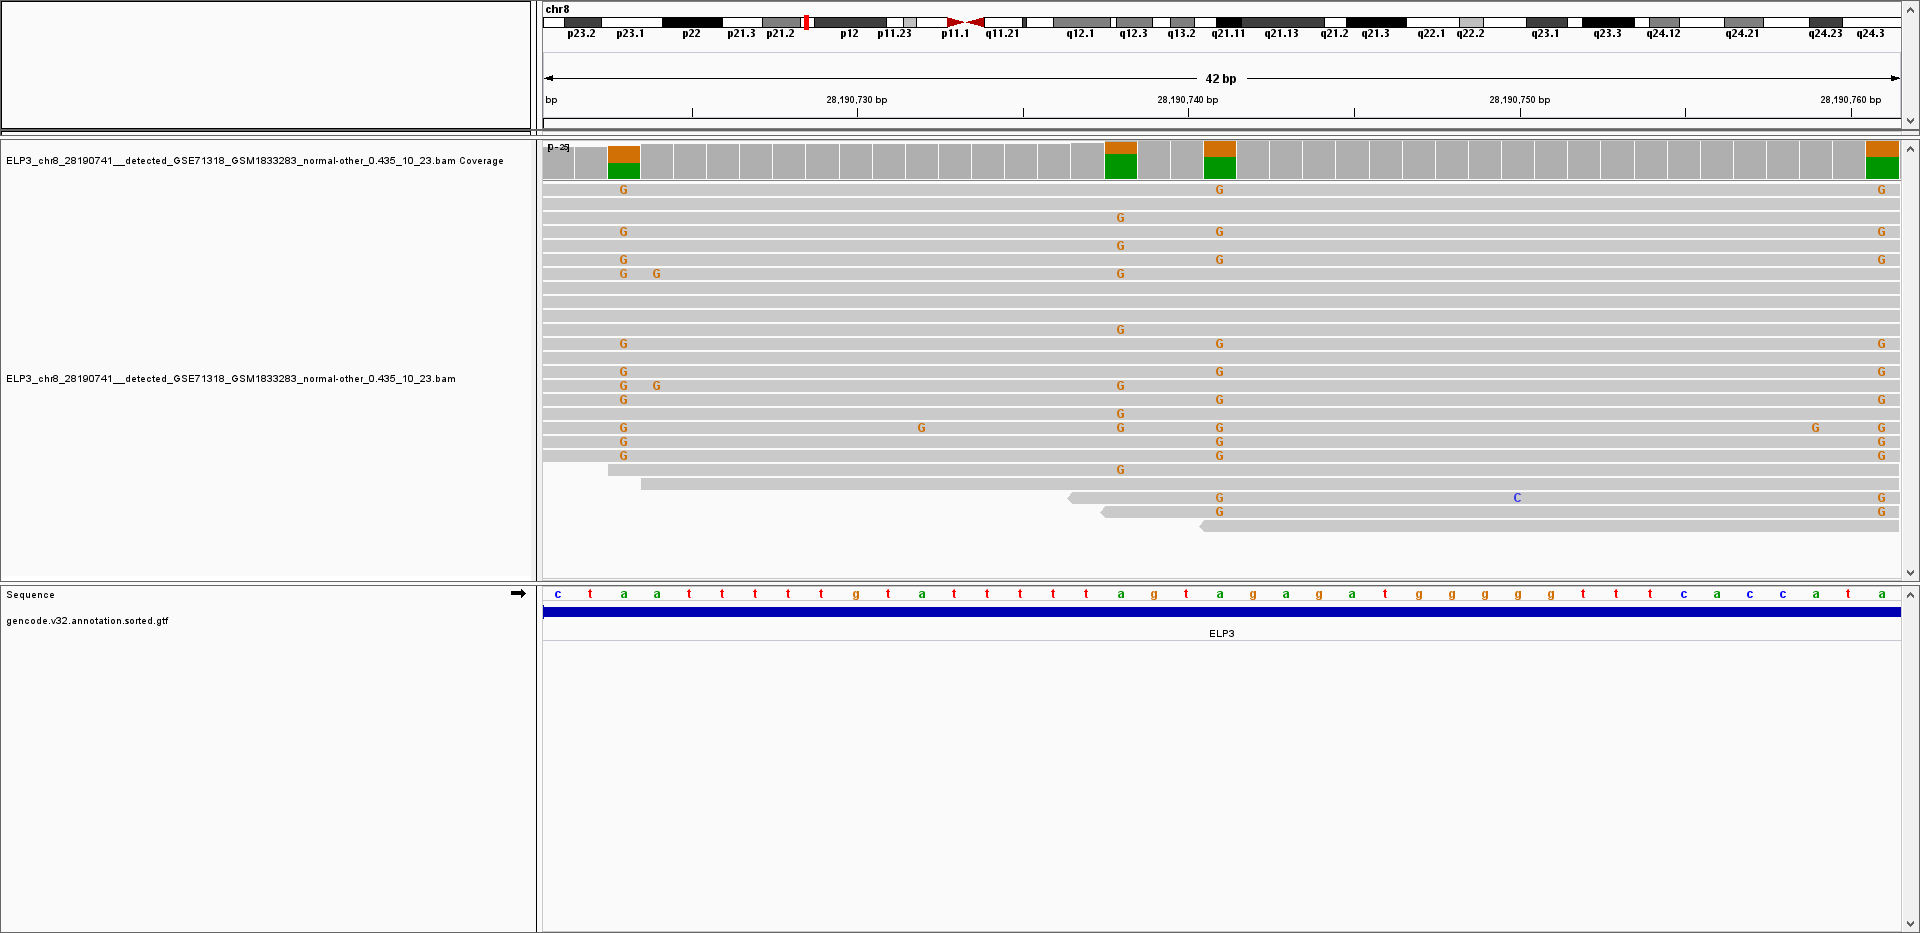 chr8
p23.2 p23.1 p22 p21.3 p21.2 p12 p11.23 p11.1 q11.21 q12.1 q12.3 q13.2 q21.11 q21.13 q21.2 q21.3 q22.1 q22.2 q23.1 q23.3 q24.12 q24.21 q24.23 q24.3
42 bp
bp 28,190,730 bp 28,190,740 bp 28,190,750 bp 28,190,760 bp
ELP3_chr8_28190741__detected_GSE71318_GSM1833283_normal-other_0.435_10_23.bam Coverage
G G G
G
G G G
G
G G G
G G G
G
G G G
G G G
ELP3_chr8_28190741__detected_GSE71318_GSM1833283_normal-other_0.435_10_23.bam
G G G
G G G
G
G G G G G G
G G G
G G G
G
G C G
G G
Sequence
c t a a t t t t t g t a t t t t t a g t a g a g a t g g g g g t t t c a c c a t a
gencode.v32.annotation.sorted.gtf
ELP3